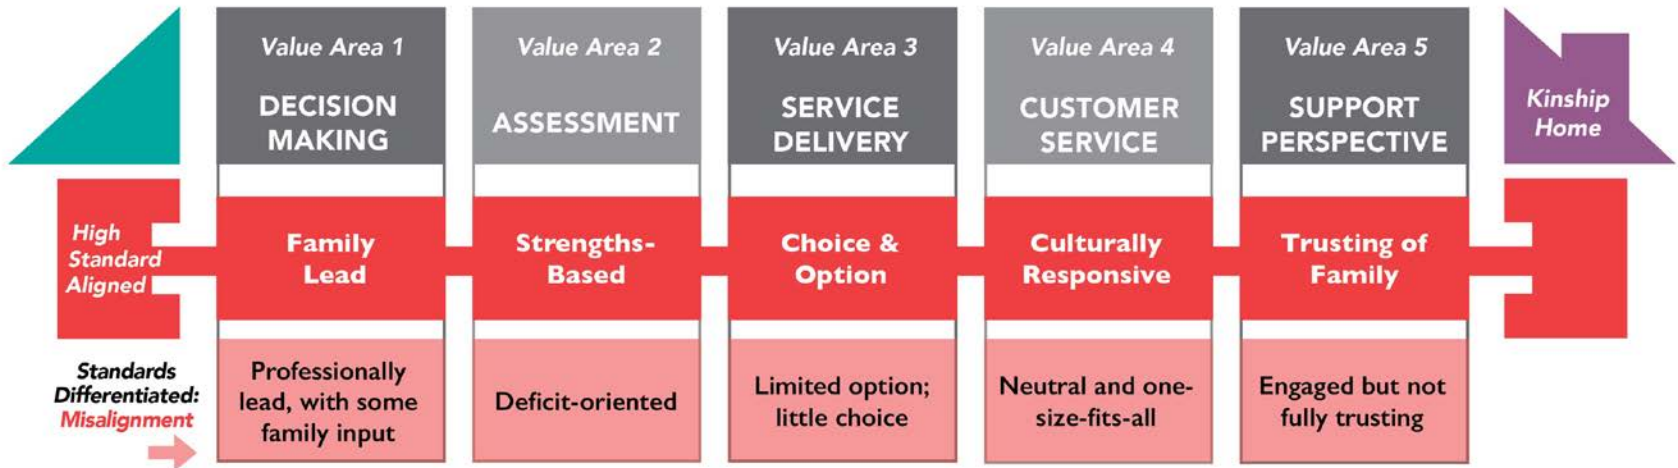 Value Area 1
DECISION
MAKING
Value Area 2
ASSESSMENT
Value Area 3
SERVICE
DELIVERY
Value Area 4
CUSTOMER
SERVICE
Value Area 5
SUPPORT
PERSPECTIVE
Kinship
Home
High
Standard
Aligned
Family
Lead
Strengths-
Based
Choice &
Option
Culturally
Responsive
Trusting of
Family
Standards
Differentiated:
Misalignment
Professionally
lead, with some
family input
Deficit-oriented
Limited option;
little choice
Neutral and one-
size-fits-all
Engaged but not
fully trusting